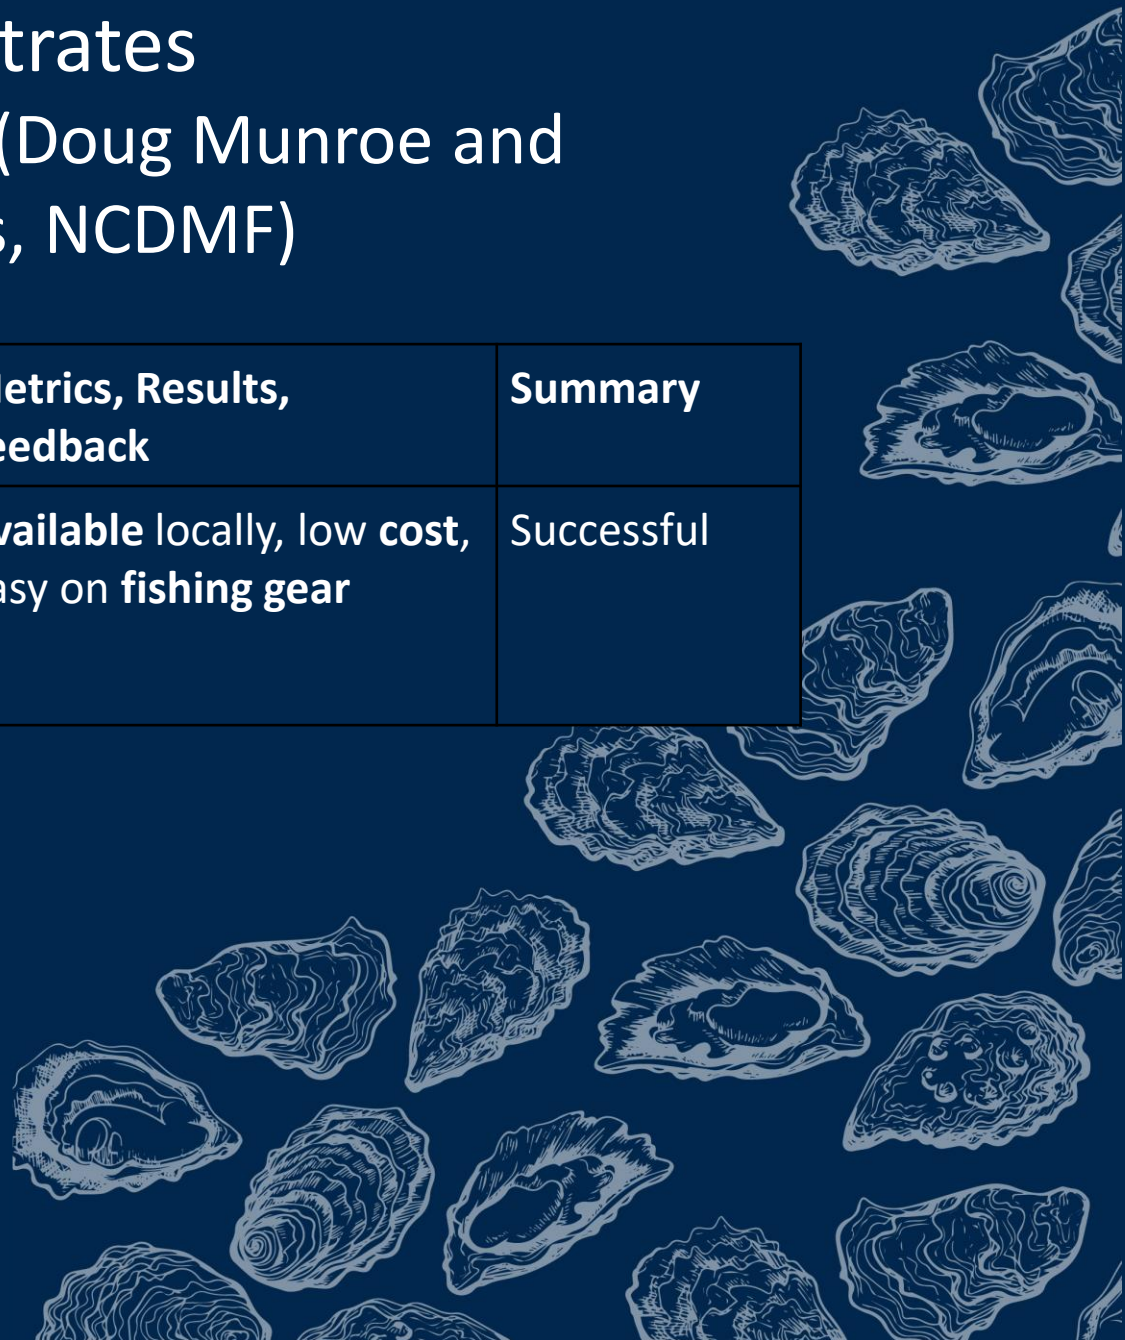 trates
(Doug Munroe and
s, NCDMF)
etrics, Results,
eedback
Summary
vailable locally, low cost,
asy on fishing gear
Successful